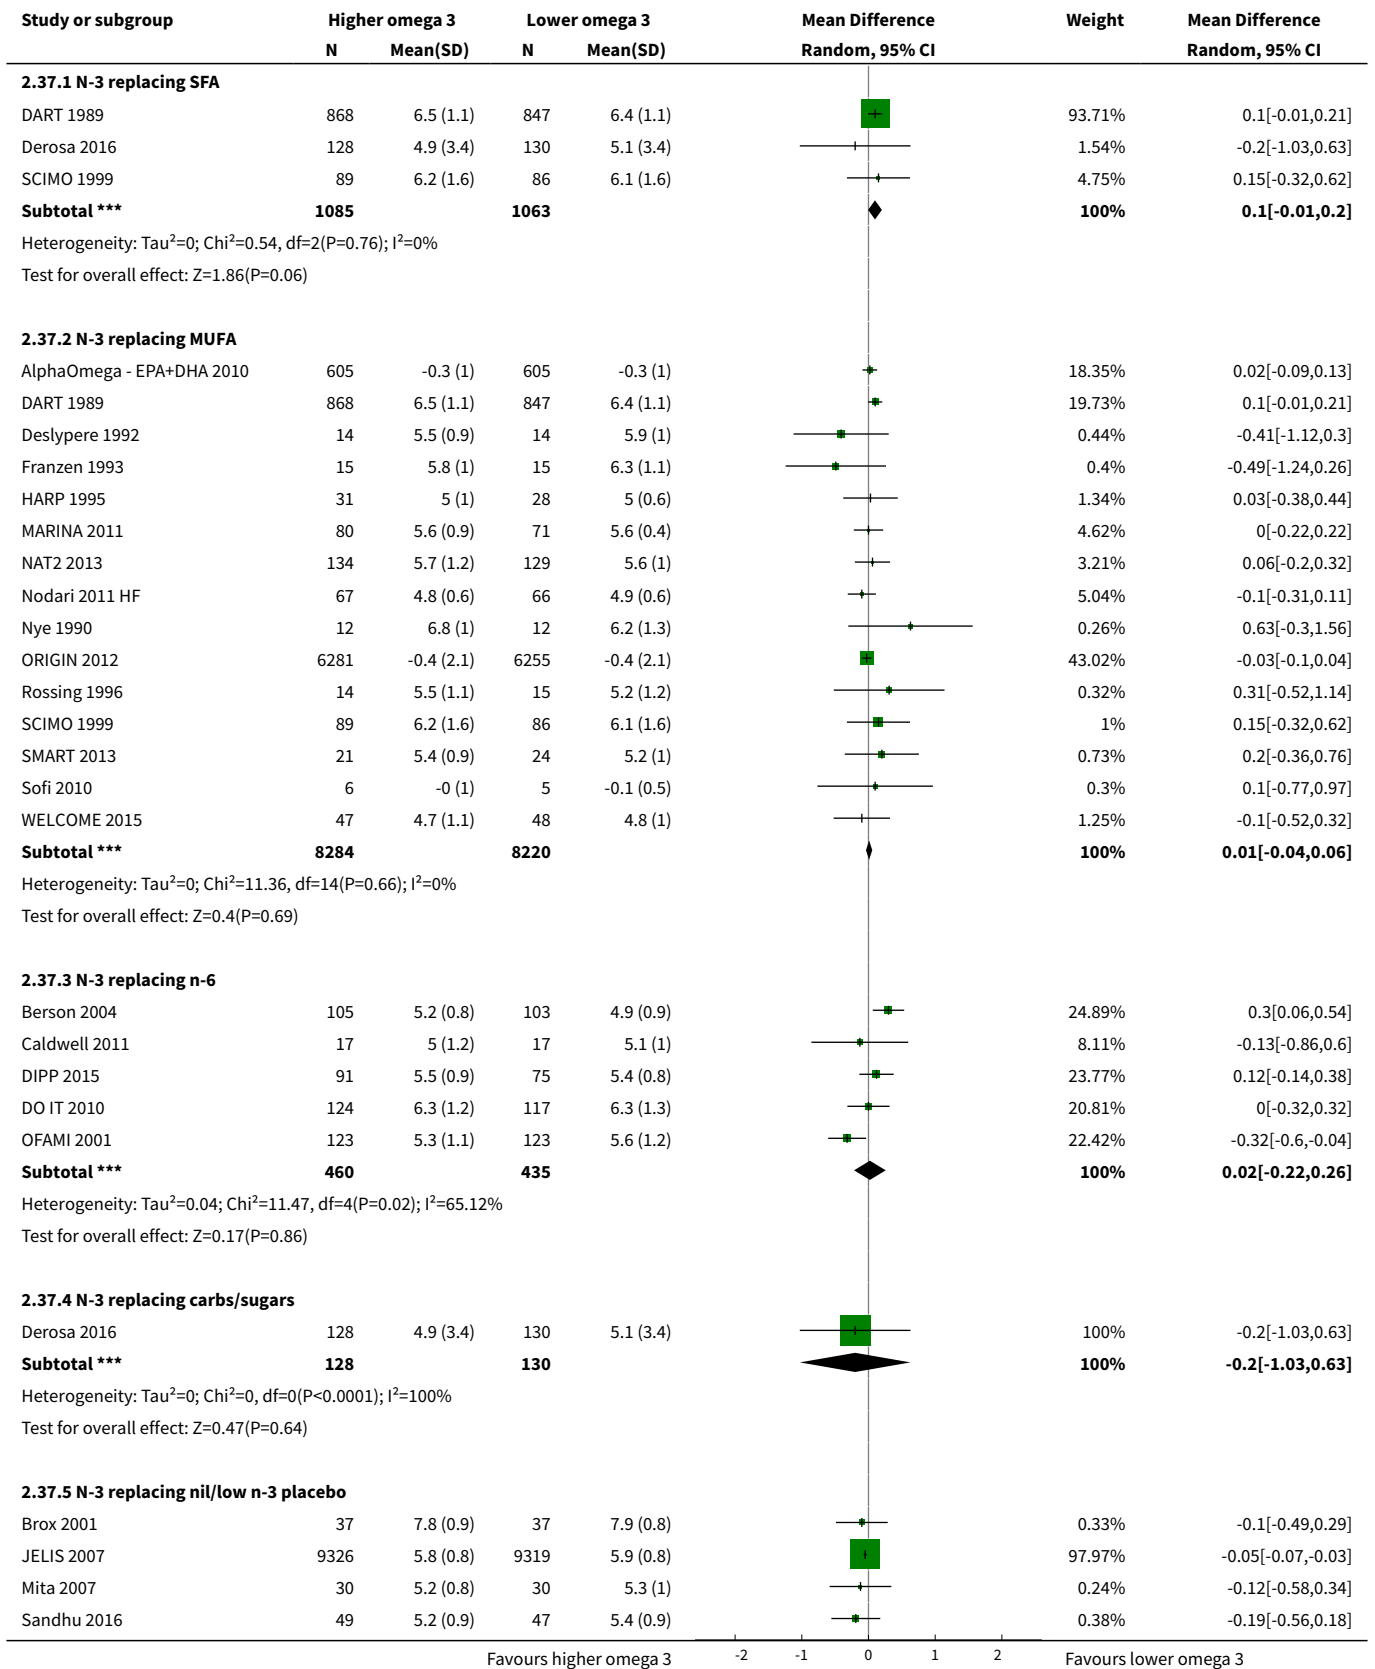 Study or subgroup Higher omega 3 Lower omega 3 Mean Difference Weight Mean Difference
N Mean(SD) N Mean(SD) Random, 95% CI Random, 95% CI
2.37.1 N-3 replacing SFA
DART 1989 868 6.5 (1.1) 847 6.4 (1.1) 93.71% 0.1[-0.01,0.21]
Derosa 2016 128 4.9 (3.4) 130 5.1 (3.4) 1.54% -0.2[-1.03,0.63]
SCIMO 1999 89 6.2 (1.6) 86 6.1 (1.6) 4.75% 0.15[-0.32,0.62]
Subtotal *** 1085 1063 100% 0.1[-0.01,0.2]
Heterogeneity: Tau²=0; Chi²=0.54, df=2(P=0.76); I²=0%
Test for overall effect: Z=1.86(P=0.06)
2.37.2 N-3 replacing MUFA
AlphaOmega - EPA+DHA 2010 605 -0.3 (1) 605 -0.3 (1) 18.35% 0.02[-0.09,0.13]
DART 1989 868 6.5 (1.1) 847 6.4 (1.1) 19.73% 0.1[-0.01,0.21]
Deslypere 1992 14 5.5 (0.9) 14 5.9 (1) 0.44% -0.41[-1.12,0.3]
Franzen 1993 15 5.8 (1) 15 6.3 (1.1) 0.4% -0.49[-1.24,0.26]
HARP 1995 31 5 (1) 28 5 (0.6) 1.34% 0.03[-0.38,0.44]
MARINA 2011 80 5.6 (0.9) 71 5.6 (0.4) 4.62% 0[-0.22,0.22]
NAT2 2013 134 5.7 (1.2) 129 5.6 (1) 3.21% 0.06[-0.2,0.32]
Nodari 2011 HF 67 4.8 (0.6) 66 4.9 (0.6) 5.04% -0.1[-0.31,0.11]
Nye 1990 12 6.8 (1) 12 6.2 (1.3) 0.26% 0.63[-0.3,1.56]
ORIGIN 2012 6281 -0.4 (2.1) 6255 -0.4 (2.1) 43.02% -0.03[-0.1,0.04]
Rossing 1996 14 5.5 (1.1) 15 5.2 (1.2) 0.32% 0.31[-0.52,1.14]
SCIMO 1999 89 6.2 (1.6) 86 6.1 (1.6) 1% 0.15[-0.32,0.62]
SMART 2013 21 5.4 (0.9) 24 5.2 (1) 0.73% 0.2[-0.36,0.76]
Sofi 2010 6 -0 (1) 5 -0.1 (0.5) 0.3% 0.1[-0.77,0.97]
WELCOME 2015 47 4.7 (1.1) 48 4.8 (1) 1.25% -0.1[-0.52,0.32]
Subtotal *** 8284 8220 100% 0.01[-0.04,0.06]
Heterogeneity: Tau²=0; Chi²=11.36, df=14(P=0.66); I²=0%
Test for overall effect: Z=0.4(P=0.69)
2.37.3 N-3 replacing n-6
Berson 2004 105 5.2 (0.8) 103 4.9 (0.9) 24.89% 0.3[0.06,0.54]
Caldwell 2011 17 5 (1.2) 17 5.1 (1) 8.11% -0.13[-0.86,0.6]
DIPP 2015 91 5.5 (0.9) 75 5.4 (0.8) 23.77% 0.12[-0.14,0.38]
DO IT 2010 124 6.3 (1.2) 117 6.3 (1.3) 20.81% 0[-0.32,0.32]
OFAMI 2001 123 5.3 (1.1) 123 5.6 (1.2) 22.42% -0.32[-0.6,-0.04]
Subtotal *** 460 435 100% 0.02[-0.22,0.26]
Heterogeneity: Tau²=0.04; Chi²=11.47, df=4(P=0.02); I²=65.12%
Test for overall effect: Z=0.17(P=0.86)
2.37.4 N-3 replacing carbs/sugars
Derosa 2016 128 4.9 (3.4) 130 5.1 (3.4) 100% -0.2[-1.03,0.63]
Subtotal *** 128 130 100% -0.2[-1.03,0.63]
Heterogeneity: Tau²=0; Chi²=0, df=0(P<0.0001); I²=100%
Test for overall effect: Z=0.47(P=0.64)
2.37.5 N-3 replacing nil/low n-3 placebo
Brox 2001 37 7.8 (0.9) 37 7.9 (0.8) 0.33% -0.1[-0.49,0.29]
JELIS 2007 9326 5.8 (0.8) 9319 5.9 (0.8) 97.97% -0.05[-0.07,-0.03]
Mita 2007 30 5.2 (0.8) 30 5.3 (1) 0.24% -0.12[-0.58,0.34]
Sandhu 2016 49 5.2 (0.9) 47 5.4 (0.9) 0.38% -0.19[-0.56,0.18]
Favours higher omega 3 -2 -1 0 1 2 Favours lower omega 3